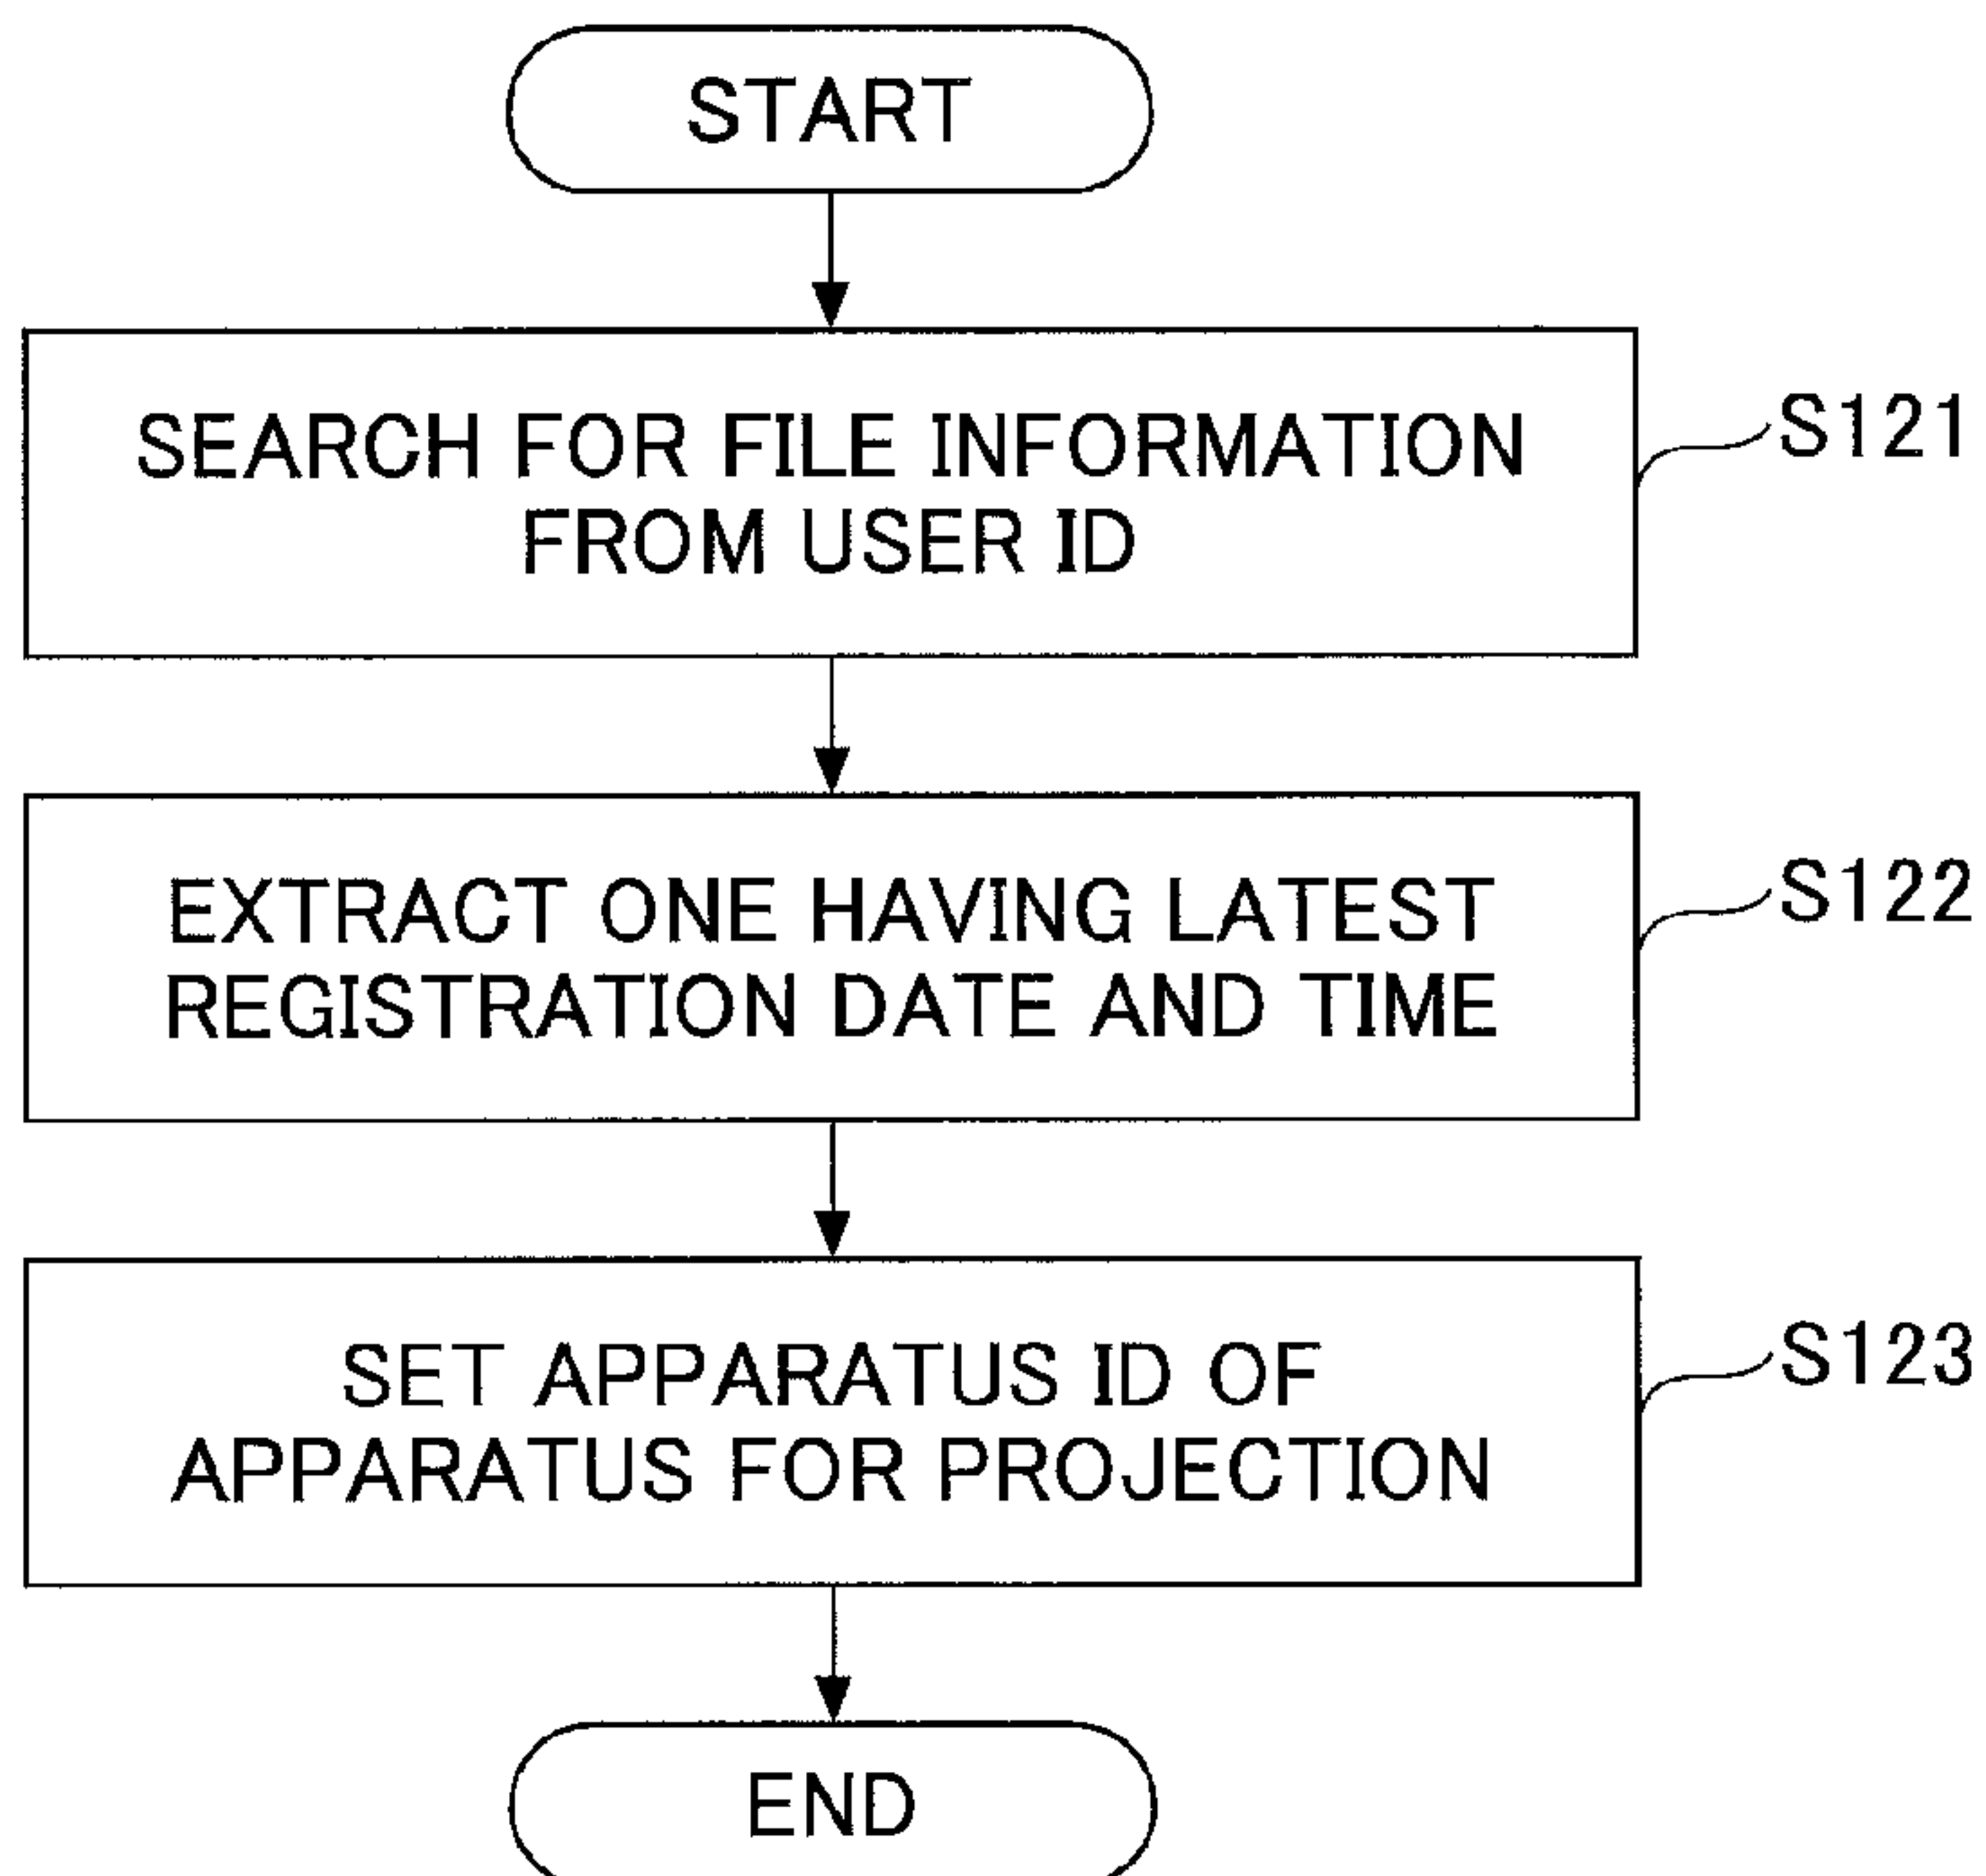 START
SEARCH FOR FILE INFORMATION
FROM USER ID
S121
EXTRACT ONE HAVING LATEST
REGISTRATION DATE AND TIME
S122
SET APPARATUS ID OF
APPARATUS FOR PROJECTION
S123
END